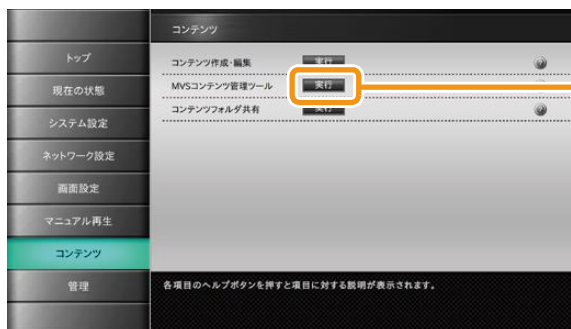 コンテンツ
トップ
現在の状態
システム設定
ネットワーク設定
画面設定
マニュアル再生
コンテンツ
管理
コンテンツ作成・編集 実行
MVSコンテンツ管理ツール 実行
コンテンツフォルダ共有 実行
各項目のヘルプボタンを押すと項目に対する説明が表示されます。